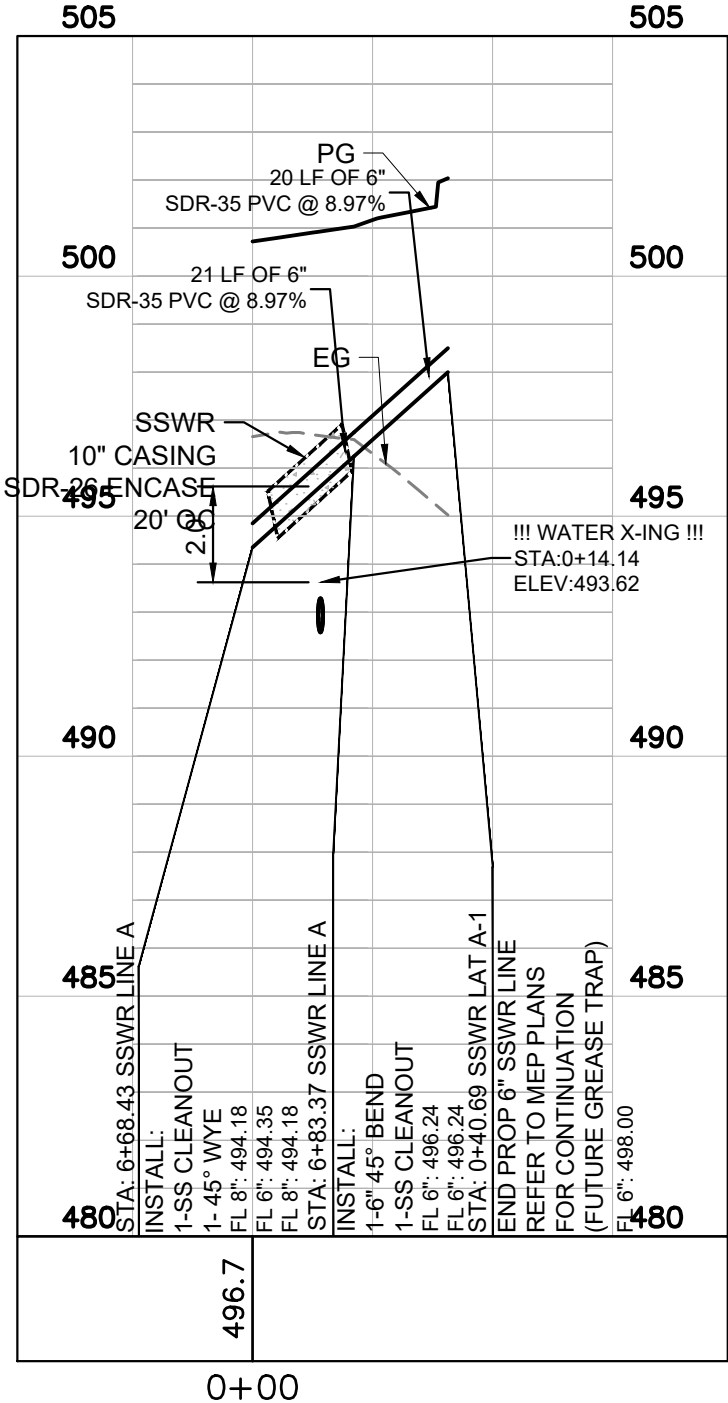 505
505
PG
20 LF OF 6"
SDR-35 PVC @ 8.97%
500
500
21 LF OF 6"
SDR-35 PVC @ 8.97%
EG
SSWR
10" CASING
SDR-26 ENCASE
20' OC
495
495
2.0'
!!! WATER X-ING !!!
STA:0+14.14
ELEV:493.62
490
490
485
485
STA: 6+68.43 SSWR LINE A
INSTALL:
1-SS CLEANOUT
1- 45° WYE
FL 8": 494.18
FL 6": 494.35
FL 8": 494.18
STA: 6+83.37 SSWR LINE A
INSTALL:
1-6" 45° BEND
1-SS CLEANOUT
FL 6": 496.24
FL 6": 496.24
STA: 0+40.69 SSWR LAT A-1
END PROP 6" SSWR LINE
REFER TO MEP PLANS
FOR CONTINUATION
(FUTURE GREASE TRAP)
FL 6": 498.00
480
480
496.7
0+00